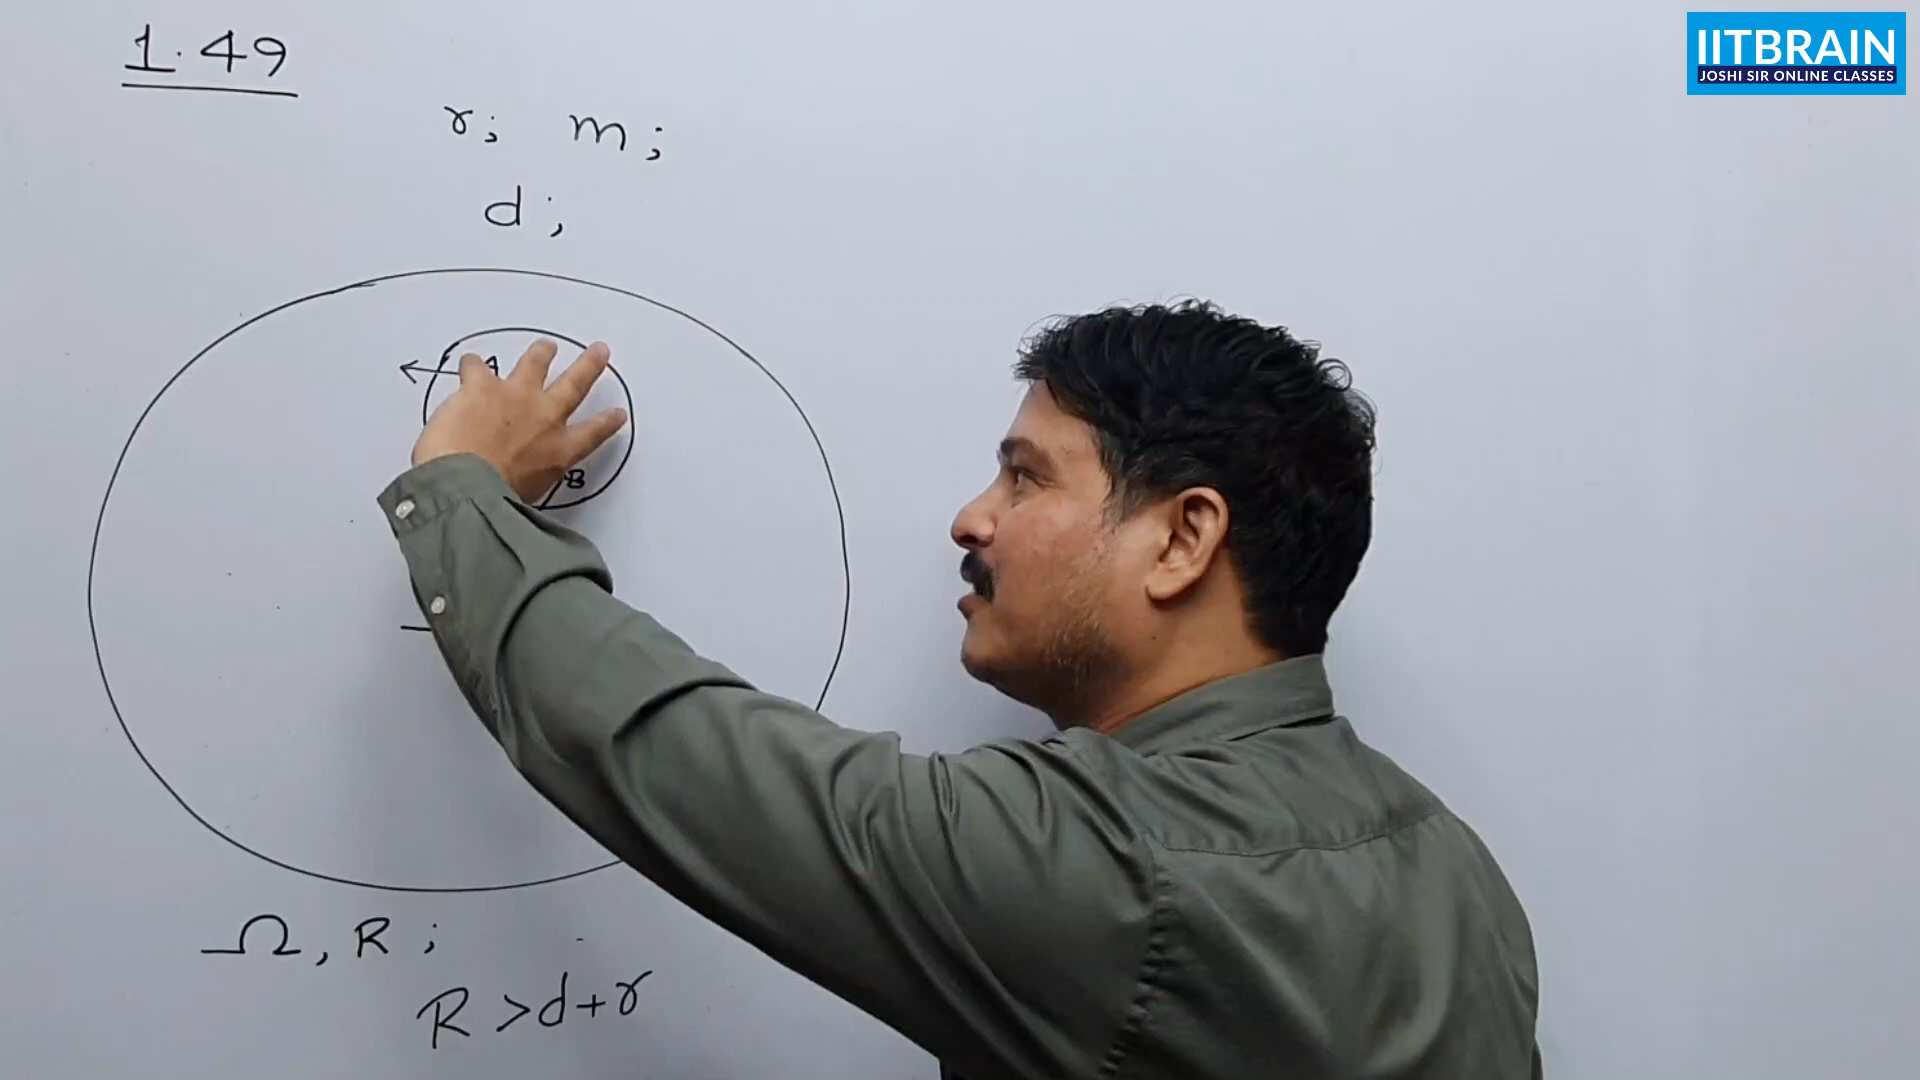 1.49
IITBRAIN
JOSHI SIR ONLINE CLASSES
r; m;
d;
A
B
Ω, R;
R > d+r